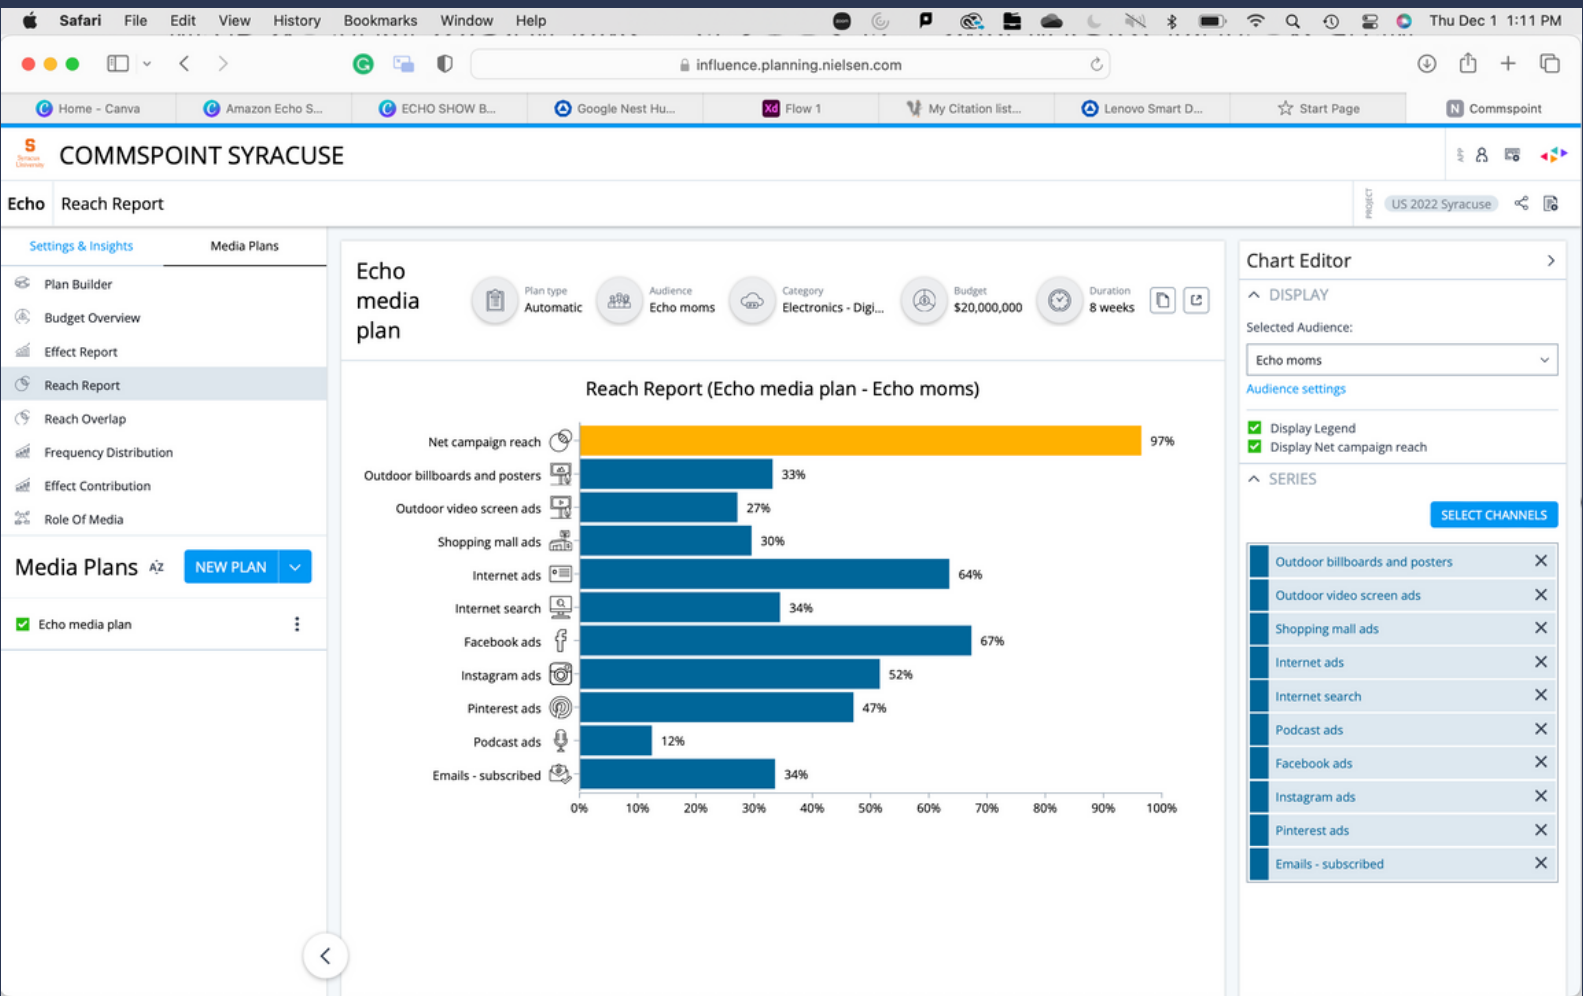 Safari File Edit View History Bookmarks Window Help Thu Dec 1 1:11 PM
influence.planning.nielsen.com
Home - Canva Amazon Echo S... ECHO SHOW B... Google Nest Hu... Xd Flow 1 My Citation list... Lenovo Smart D... Start Page N Commspoint
S
Syracuse
University
COMMSPOINT SYRACUSE
APP
Echo Reach Report
PROJECT
US 2022 Syracuse
Settings & Insights Media Plans
Plan Builder
Budget Overview
Effect Report
Reach Report
Reach Overlap
Frequency Distribution
Effect Contribution
Role Of Media
Media Plans AZ NEW PLAN
Echo media plan
Echo
media
plan
Plan type
Automatic
Audience
Echo moms
Category
Electronics - Digi...
Budget
$20,000,000
Duration
8 weeks
Reach Report (Echo media plan - Echo moms)
Net campaign reach 97%
Outdoor billboards and posters 33%
Outdoor video screen ads 27%
Shopping mall ads 30%
Internet ads 64%
Internet search 34%
Facebook ads 67%
Instagram ads 52%
Pinterest ads 47%
Podcast ads 12%
Emails - subscribed 34%
0% 10% 20% 30% 40% 50% 60% 70% 80% 90% 100%
Chart Editor
DISPLAY
Selected Audience:
Echo moms
Audience settings
Display Legend
Display Net campaign reach
SERIES
SELECT CHANNELS
Outdoor billboards and posters
Outdoor video screen ads
Shopping mall ads
Internet ads
Internet search
Podcast ads
Facebook ads
Instagram ads
Pinterest ads
Emails - subscribed